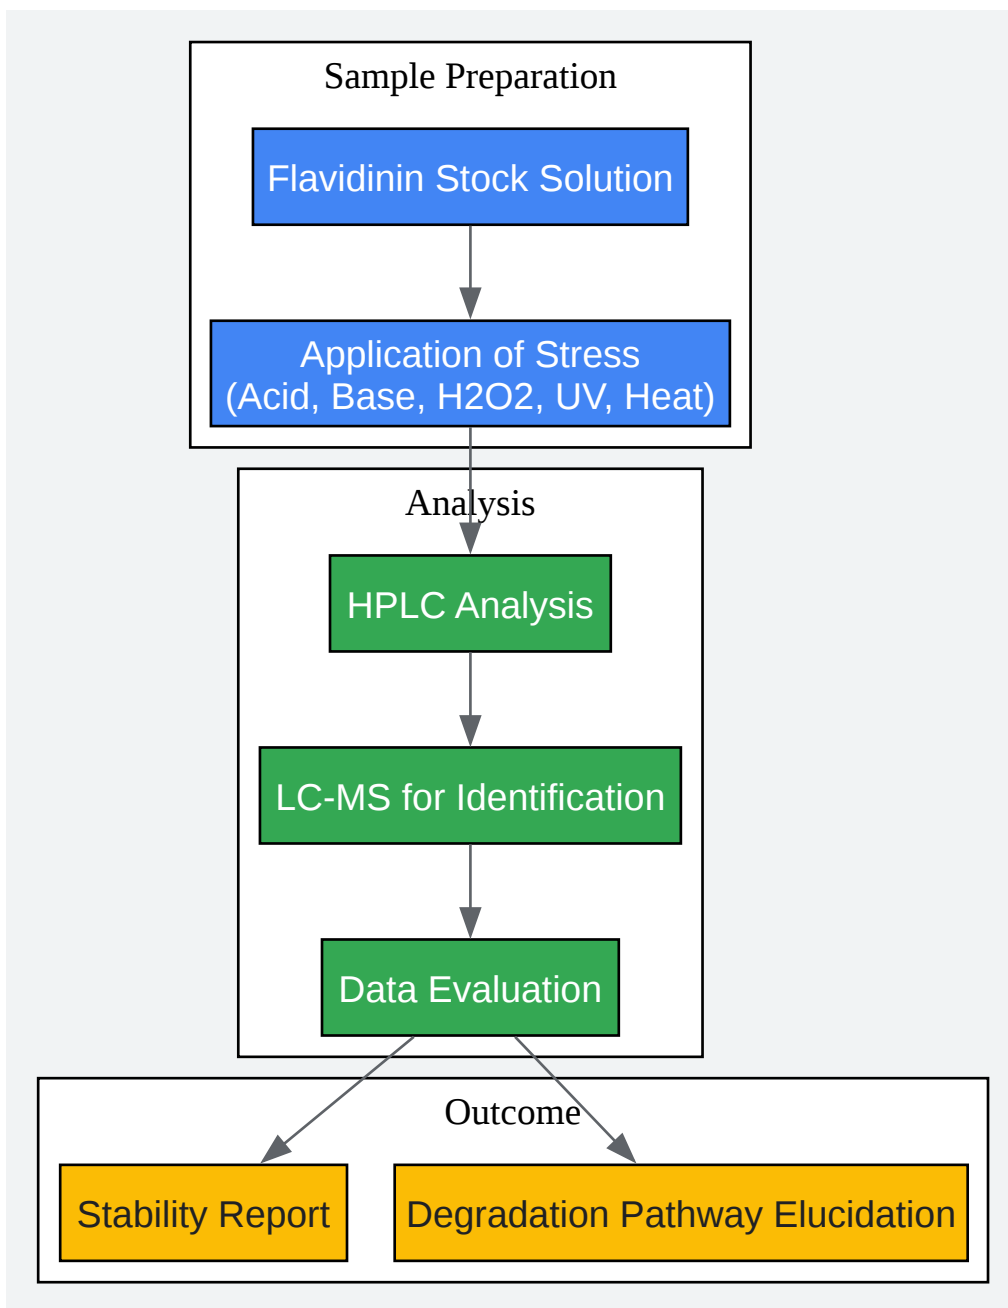 Sample Preparation
Flavidinin Stock Solution
Application of Stress
(Acid, Base, H2O2, UV, Heat)
Analysis
HPLC Analysis
LC-MS for Identification
Data Evaluation
Outcome
Stability Report
Degradation Pathway Elucidation